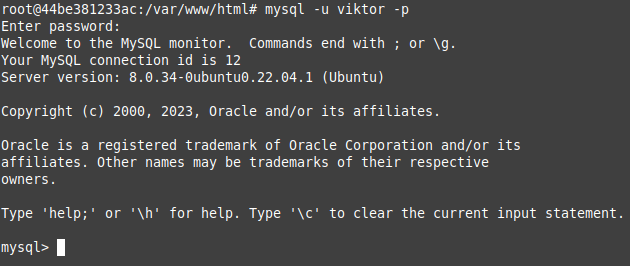 root@44be381233ac:/var/www/html# mysql -u viktor -p
Enter password:
Welcome to the MySQL monitor.  Commands end with ; or \g.
Your MySQL connection id is 12
Server version: 8.0.34-0ubuntu0.22.04.1 (Ubuntu)
Copyright (c) 2000, 2023, Oracle and/or its affiliates.
Oracle is a registered trademark of Oracle Corporation and/or its
affiliates. Other names may be trademarks of their respective
owners.
Type 'help;' or '\h' for help. Type '\c' to clear the current input statement.
mysql>